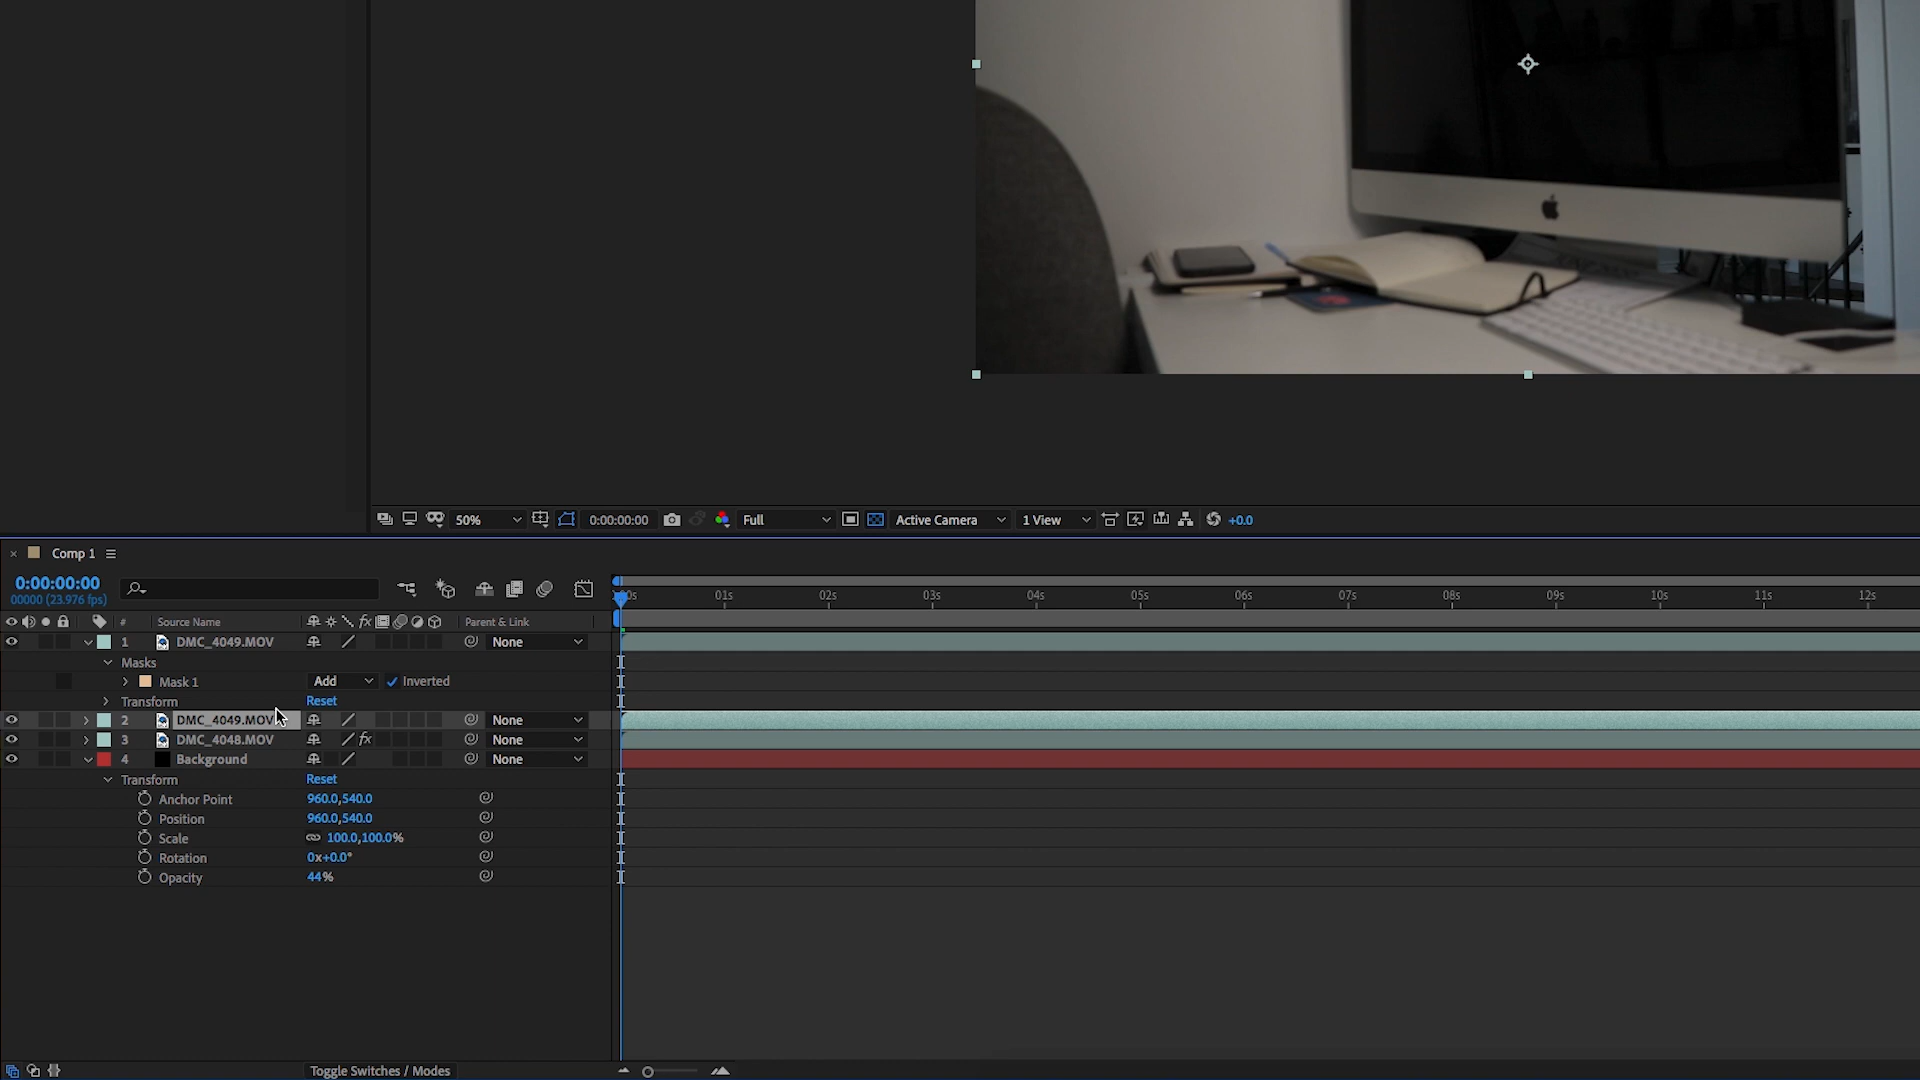 50% 0:00:00:00 Full Active Camera 1 View +0.0
× Comp 1
0:00:00:00
00000 (23.976 fps)
01s 02s 03s 04s 05s 06s 07s 08s 09s 10s 11s 12s
# Source Name fx Parent & Link
1 DMC_4049.MOV None
Masks
Mask 1 Add Inverted
Transform Reset
2 DMC_4049.MOV None
3 DMC_4048.MOV fx None
4 Background None
Transform Reset
Anchor Point 960.0,540.0
Position 960.0,540.0
Scale 100.0,100.0%
Rotation 0x+0.0°
Opacity 44%
Toggle Switches / Modes